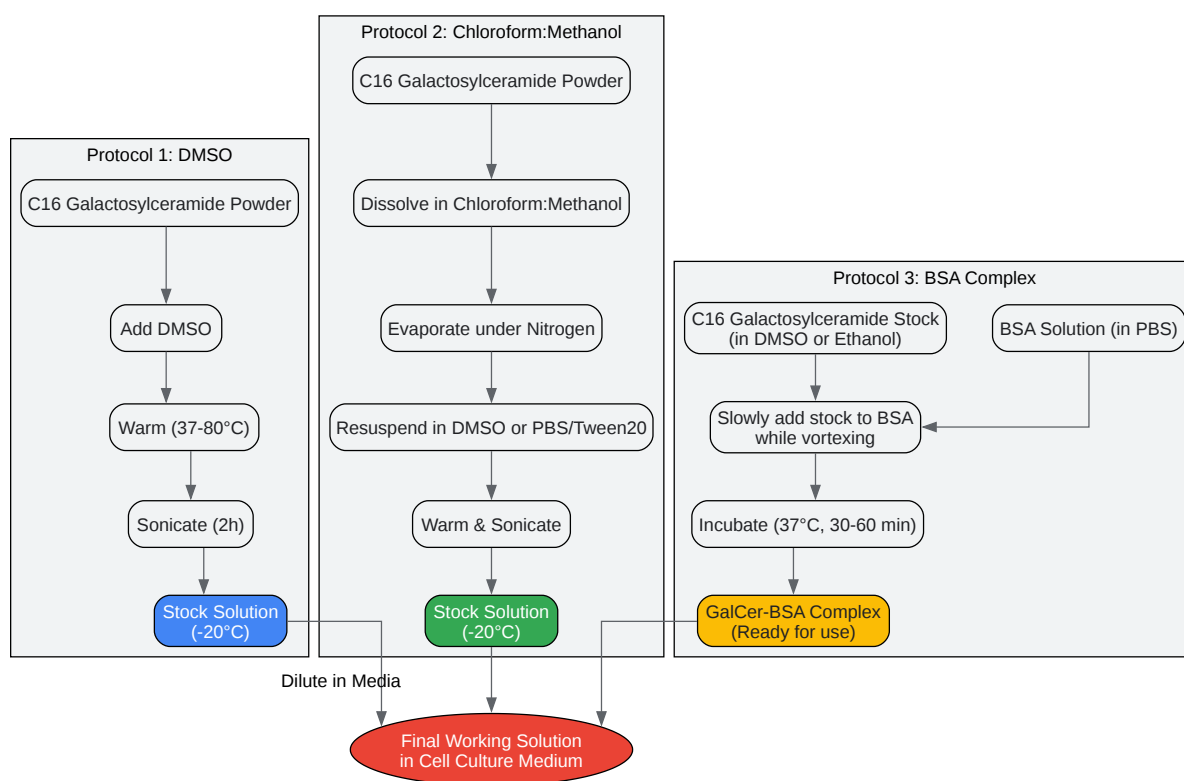 Protocol 1: DMSO
C16 Galactosylceramide Powder
Add DMSO
Warm (37-80°C)
Sonicate (2h)
Stock Solution
(-20°C)
Protocol 2: Chloroform:Methanol
C16 Galactosylceramide Powder
Dissolve in Chloroform:Methanol
Evaporate under Nitrogen
Resuspend in DMSO or PBS/Tween20
Warm & Sonicate
Stock Solution
(-20°C)
Protocol 3: BSA Complex
C16 Galactosylceramide Stock
(in DMSO or Ethanol)
BSA Solution (in PBS)
Slowly add stock to BSA
while vortexing
Incubate (37°C, 30-60 min)
GalCer-BSA Complex
(Ready for use)
Dilute in Media
Final Working Solution
in Cell Culture Medium